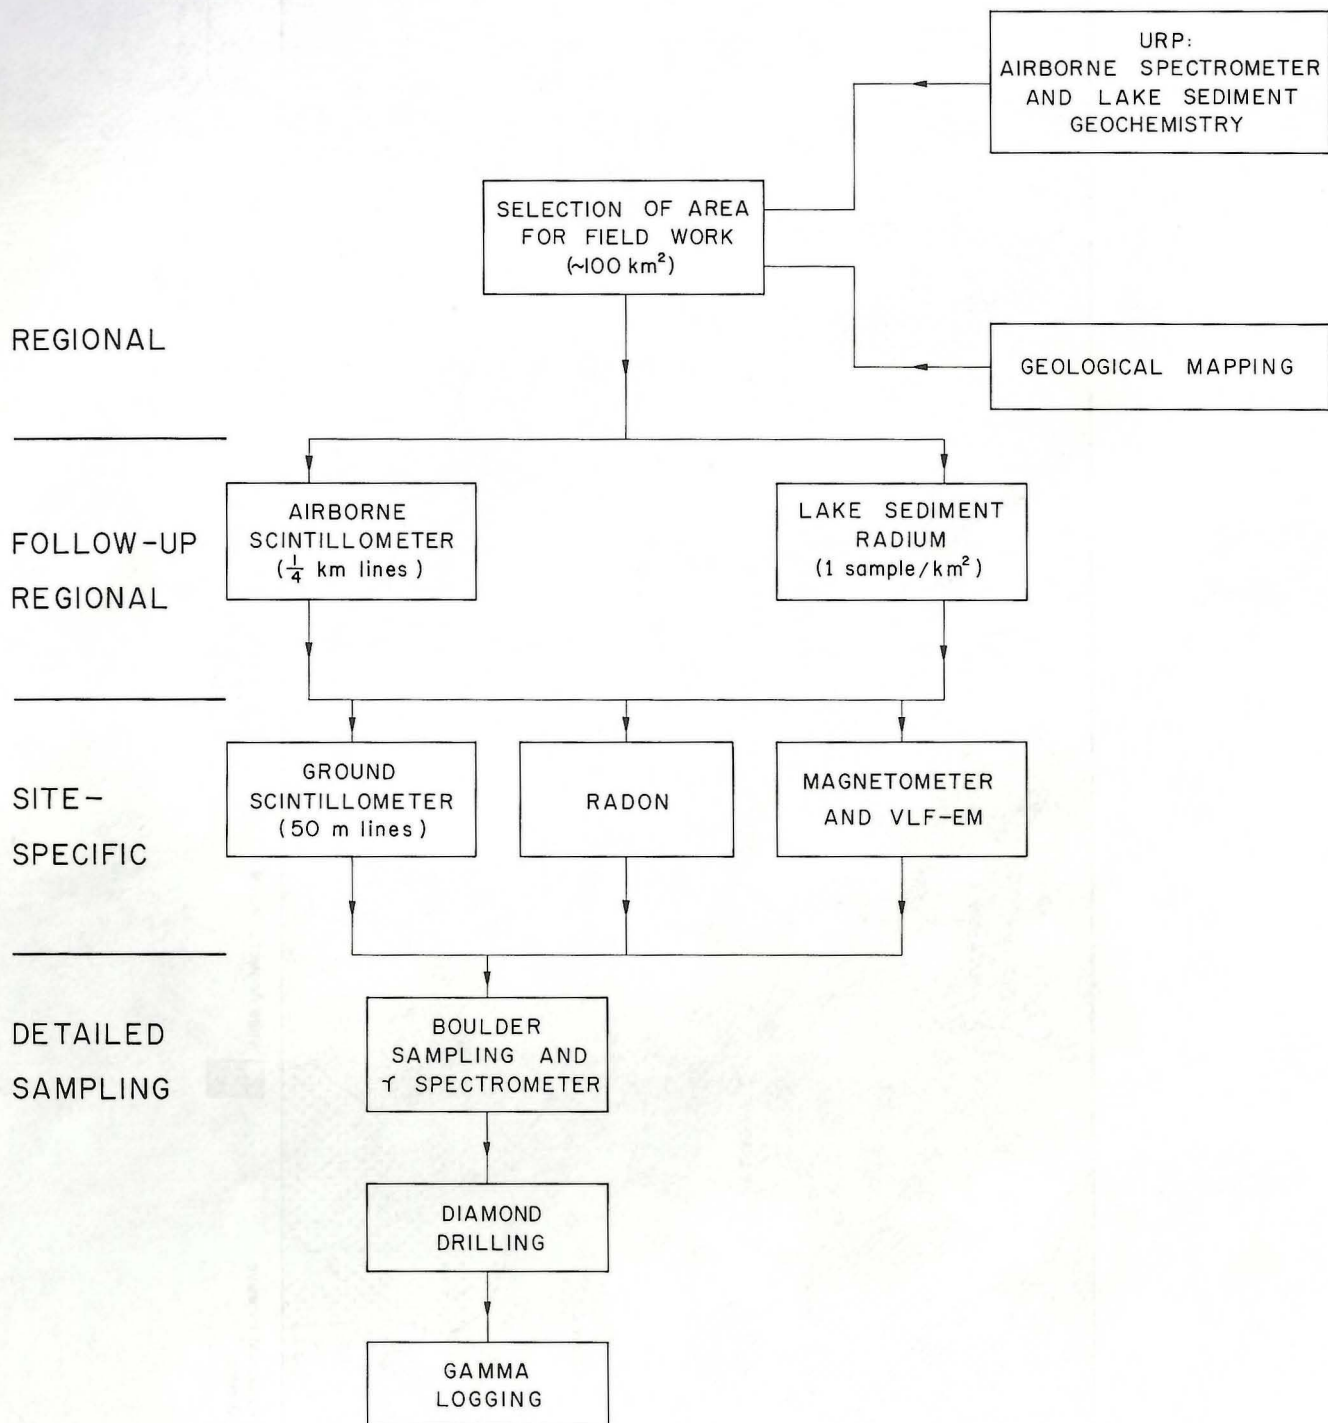 URP:
AIRBORNE SPECTROMETER
AND LAKE SEDIMENT
GEOCHEMISTRY
SELECTION OF AREA
FOR FIELD WORK
(~100 km²)
REGIONAL
GEOLOGICAL MAPPING
FOLLOW-UP
REGIONAL
AIRBORNE
SCINTILLOMETER
(1/4 km lines)
LAKE SEDIMENT
RADIUM
(1 sample/km²)
SITE-
SPECIFIC
GROUND
SCINTILLOMETER
(50 m lines)
RADON
MAGNETOMETER
AND VLF-EM
DETAILED
SAMPLING
BOULDER
SAMPLING AND
γ SPECTROMETER
DIAMOND
DRILLING
GAMMA
LOGGING